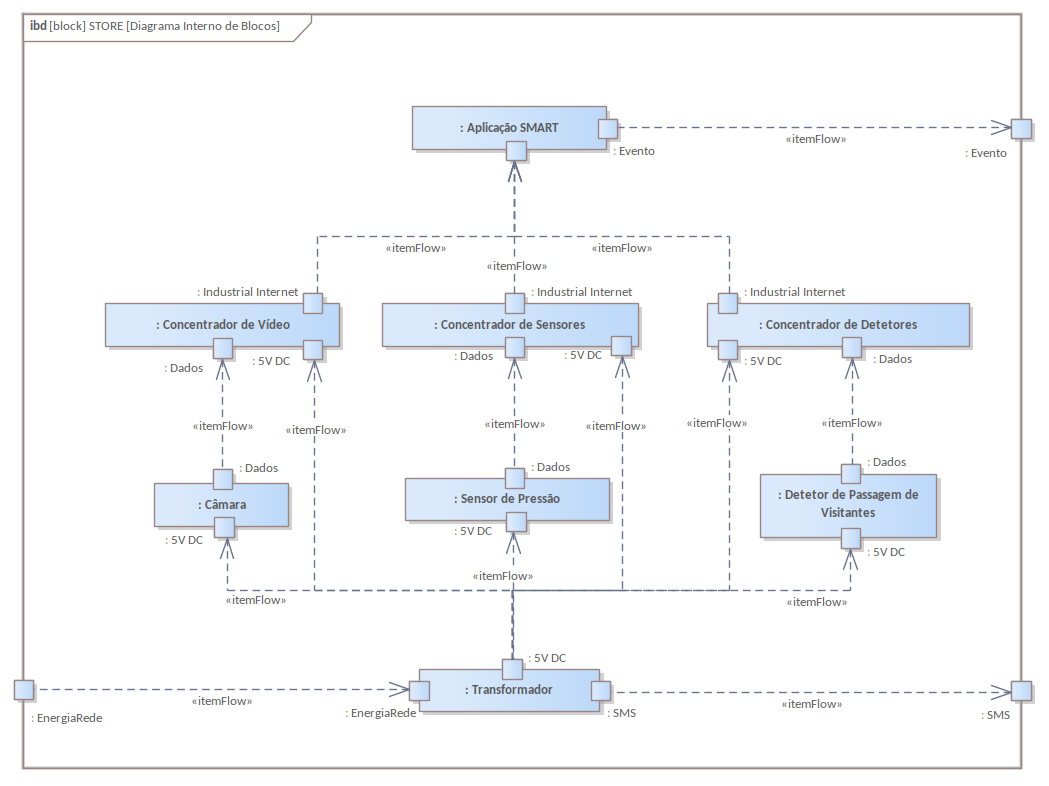 ibd [block] STORE [Diagrama Interno de Blocos]
: Aplicação SMART
«itemFlow»
: Evento
: Evento
«itemFlow»
«itemFlow»
«itemFlow»
: Industrial Internet
: Industrial Internet
: Industrial Internet
: Concentrador de Vídeo
: Concentrador de Sensores
: Concentrador de Detetores
: Dados
: 5V DC
: Dados
: 5V DC
: 5V DC
: Dados
«itemFlow»
«itemFlow»
«itemFlow»
«itemFlow»
«itemFlow»
«itemFlow»
: Dados
: Dados
: Dados
: Câmara
: Sensor de Pressão
: Detetor de Passagem de
Visitantes
: 5V DC
: 5V DC
: 5V DC
«itemFlow»
«itemFlow»
«itemFlow»
: 5V DC
: Transformador
«itemFlow»
«itemFlow»
: EnergiaRede
: EnergiaRede
: SMS
: SMS